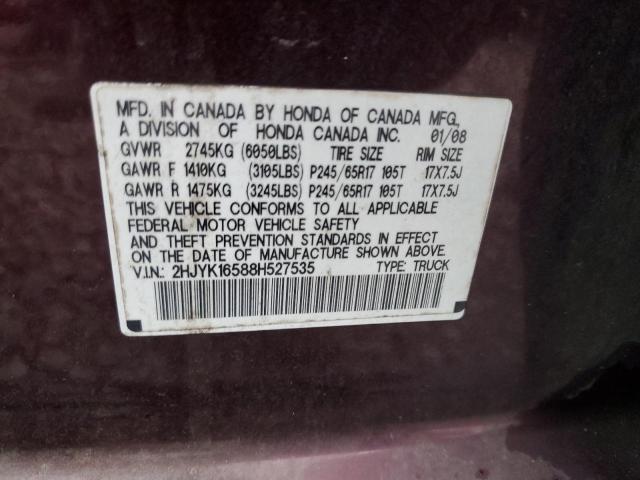 MFD. IN CANADA BY HONDA OF CANADA MFG.,
A DIVISION OF HONDA CANADA INC. 01/08
GVWR 2745KG (6050LBS) TIRE SIZE RIM SIZE
GAWR F 1410KG (3105LBS) P245/65R17 105T 17X7.5J
GAWR R 1475KG (3245LBS) P245/65R17 105T 17X7.5J
THIS VEHICLE CONFORMS TO ALL APPLICABLE
FEDERAL MOTOR VEHICLE SAFETY
AND THEFT PREVENTION STANDARDS IN EFFECT
ON THE DATE OF MANUFACTURE SHOWN ABOVE.
V.I.N.: 2HJYK16588H527535 TYPE: TRUCK